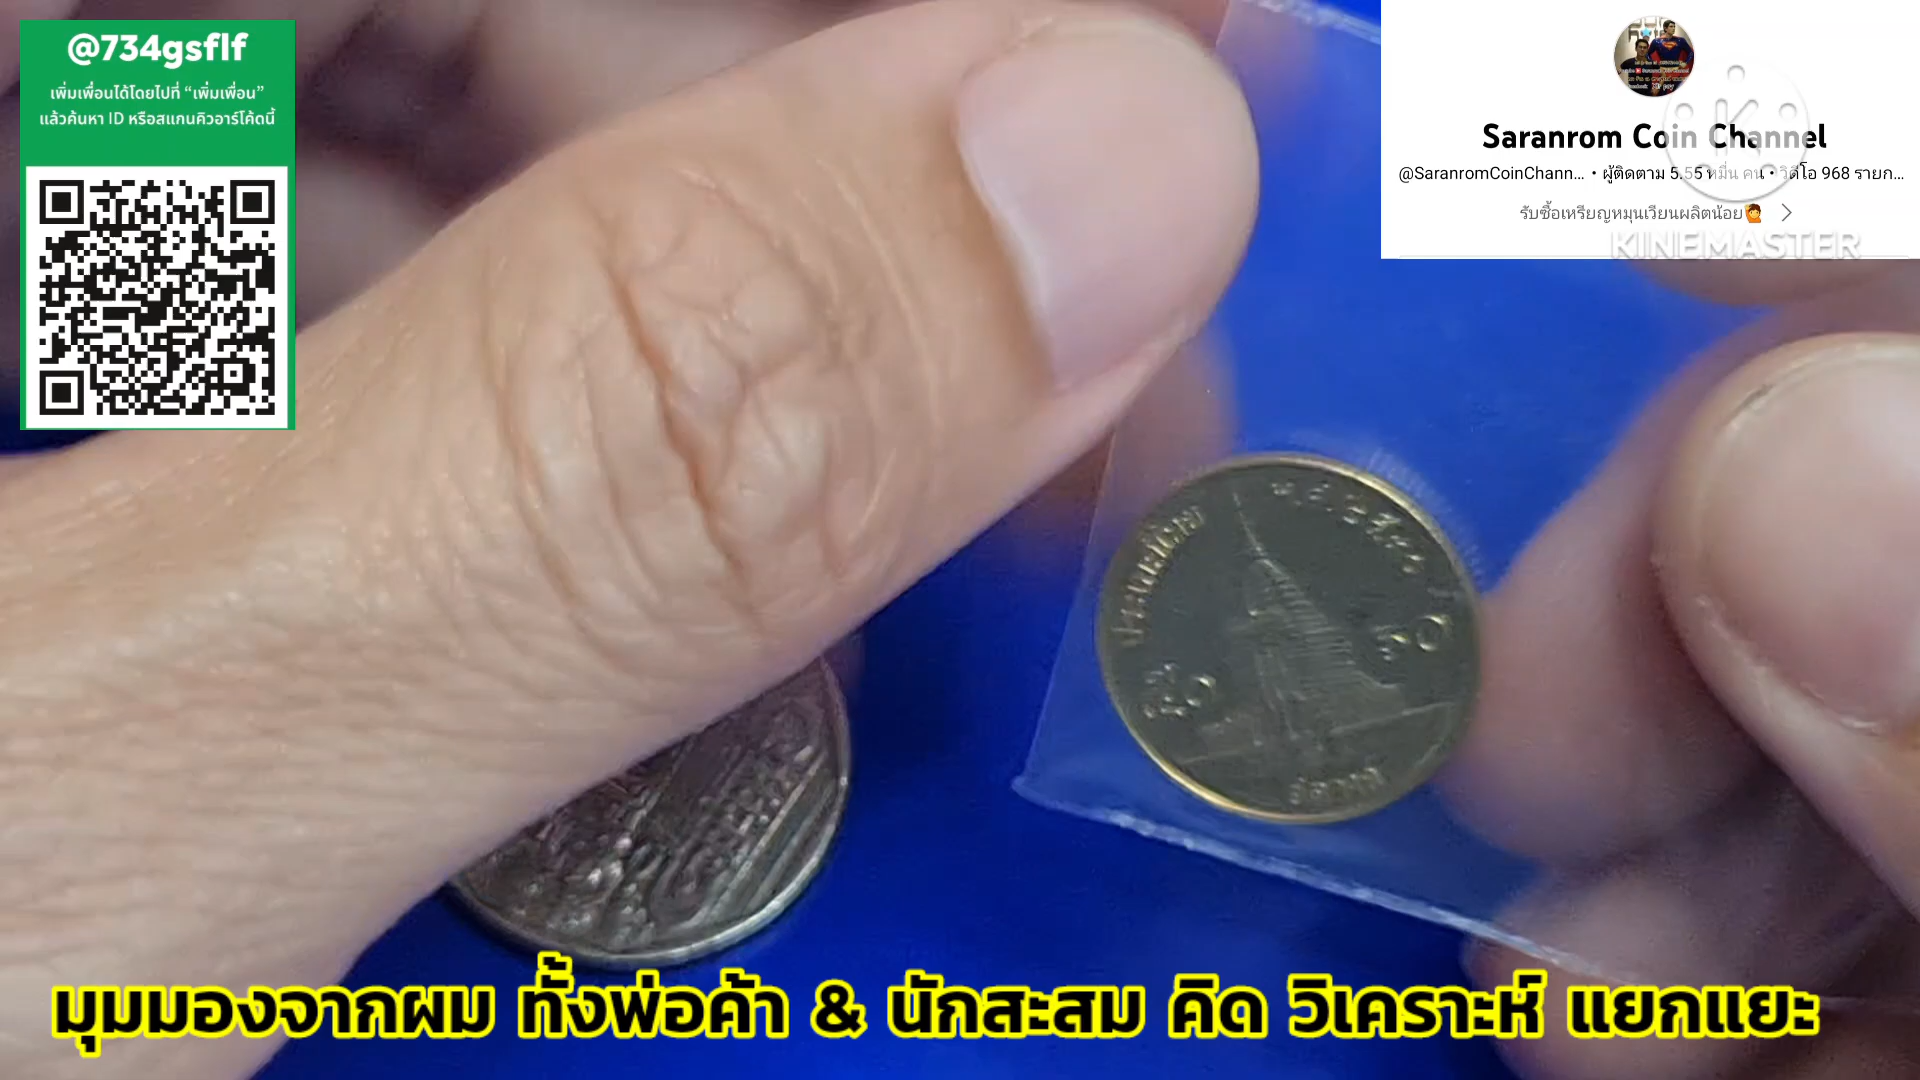 @734gsflf
เพิ่มเพื่อนได้โดยไปที่ “เพิ่มเพื่อน”
แล้วค้นหา ID หรือสแกนคิวอาร์โค้ดนี้
Saranrom Coin Channel
@SaranromCoinChann... • ผู้ติดตาม 5.55 หมื่น คน • วิดีโอ 968 รายก...
รับซื้อเหรียญหมุนเวียนผลิตน้อย
KINEMASTER
ประเทศไทย
๕๐
50
สตางค์
มุมมองจากผม ทั้งพ่อค้า & นักสะสม คิด วิเคราะห์ แยกแยะ